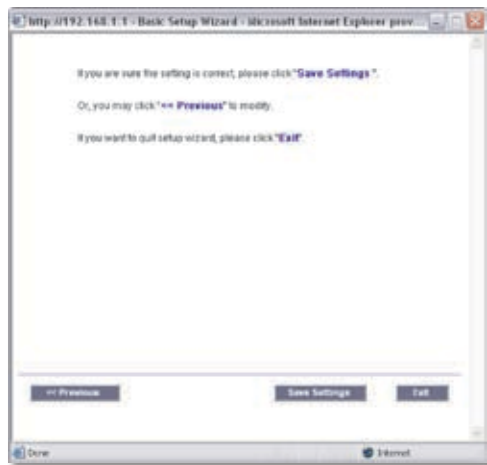 http://192.168.1.1 - Basic Setup Wizard - Microsoft Internet Explorer prov...
If you are sure the setting is correct, please click "Save Settings ".
Or, you may click "<< Previous" to modify.
If you want to quit setup wizard, please click "Exit".
<< Previous
Save Settings
Exit
Done
Internet